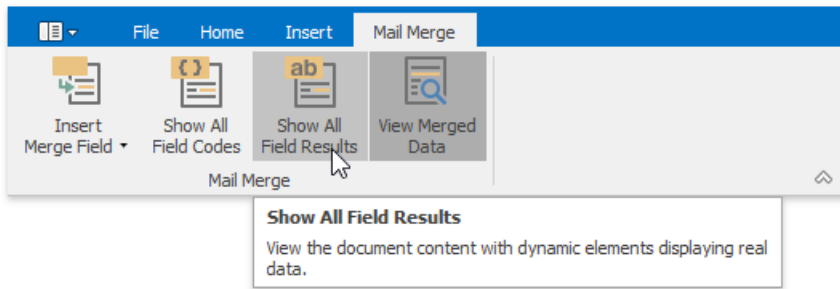 File Home Insert Mail Merge
{ } ab
Insert Show All Show All View Merged
Merge Field Field Codes Field Results Data
Mail Merge
Show All Field Results
View the document content with dynamic elements displaying real
data.